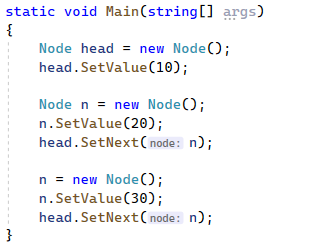 static void Main(string[] args)
{
    Node head = new Node();
    head.SetValue(10);

    Node n = new Node();
    n.SetValue(20);
    head.SetNext(node: n);

    n = new Node();
    n.SetValue(30);
    head.SetNext(node: n);
}